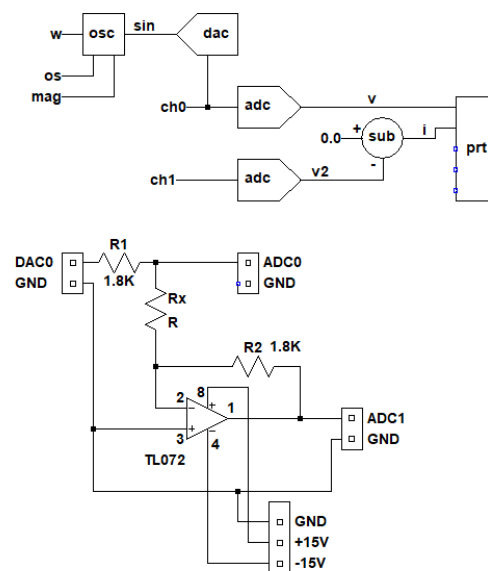 w osc sin dac
os
mag
ch0 adc v
0.0 + sub i prt
-
ch1 adc v2
DAC0 R1 ADC0
GND 1.8K GND
Rx
R
R2 1.8K
2 - 8 + 1
3 + - 4
ADC1
GND
TL072
GND
+15V
-15V